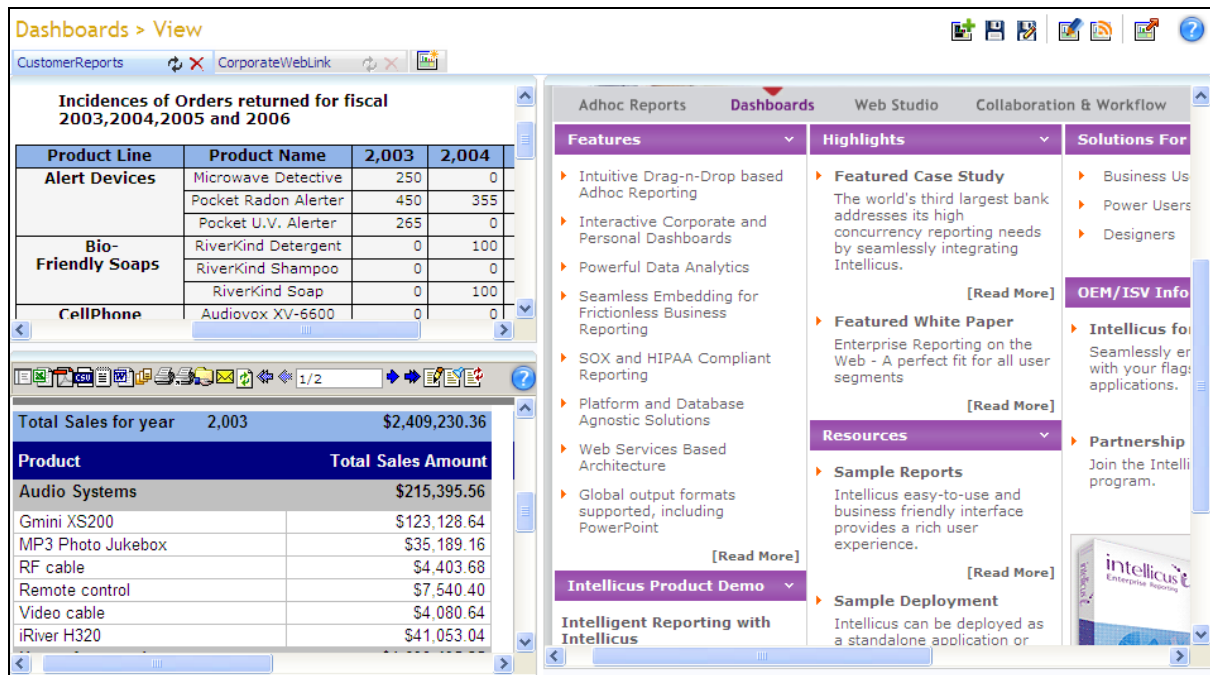 Dashboards > View
CustomerReports
CorporateWebLink
Incidences of Orders returned for fiscal
2003,2004,2005 and 2006
Product Line Product Name 2,003 2,004
Alert Devices Microwave Detective 250 0
Pocket Radon Alerter 450 355
Pocket U.V. Alerter 265 0
Bio- RiverKind Detergent 0 100
Friendly Soaps RiverKind Shampoo 0 0
RiverKind Soap 0 100
CellPhone Audiovox XV-6600 0 0
1/2
Total Sales for year 2,003 $2,409,230.36
Product Total Sales Amount
Audio Systems $215,395.56
Gmini XS200 $123,128.64
MP3 Photo Jukebox $35,189.16
RF cable $4,403.68
Remote control $7,540.40
Video cable $4,080.64
iRiver H320 $41,053.04
Adhoc Reports Dashboards Web Studio Collaboration & Workflow
Features
Intuitive Drag-n-Drop based
Adhoc Reporting
Interactive Corporate and
Personal Dashboards
Powerful Data Analytics
Seamless Embedding for
Frictionless Business
Reporting
SOX and HIPAA Compliant
Reporting
Platform and Database
Agnostic Solutions
Web Services Based
Architecture
Global output formats
supported, including
PowerPoint
[Read More]
Intellicus Product Demo
Intelligent Reporting with
Intellicus
Highlights
Featured Case Study
The world's third largest bank
addresses its high
concurrency reporting needs
by seamlessly integrating
Intellicus.
[Read More]
Featured White Paper
Enterprise Reporting on the
Web - A perfect fit for all user
segments
[Read More]
Resources
Sample Reports
Intellicus easy-to-use and
business friendly interface
provides a rich user
experience.
[Read More]
Sample Deployment
Intellicus can be deployed as
a standalone application or
Solutions For
Business Us
Power Users
Designers
OEM/ISV Info
Intellicus for
Seamlessly
with your flag
applications.
Partnership
Join the Intelli
program.
intellicus
Enterprise Reporting